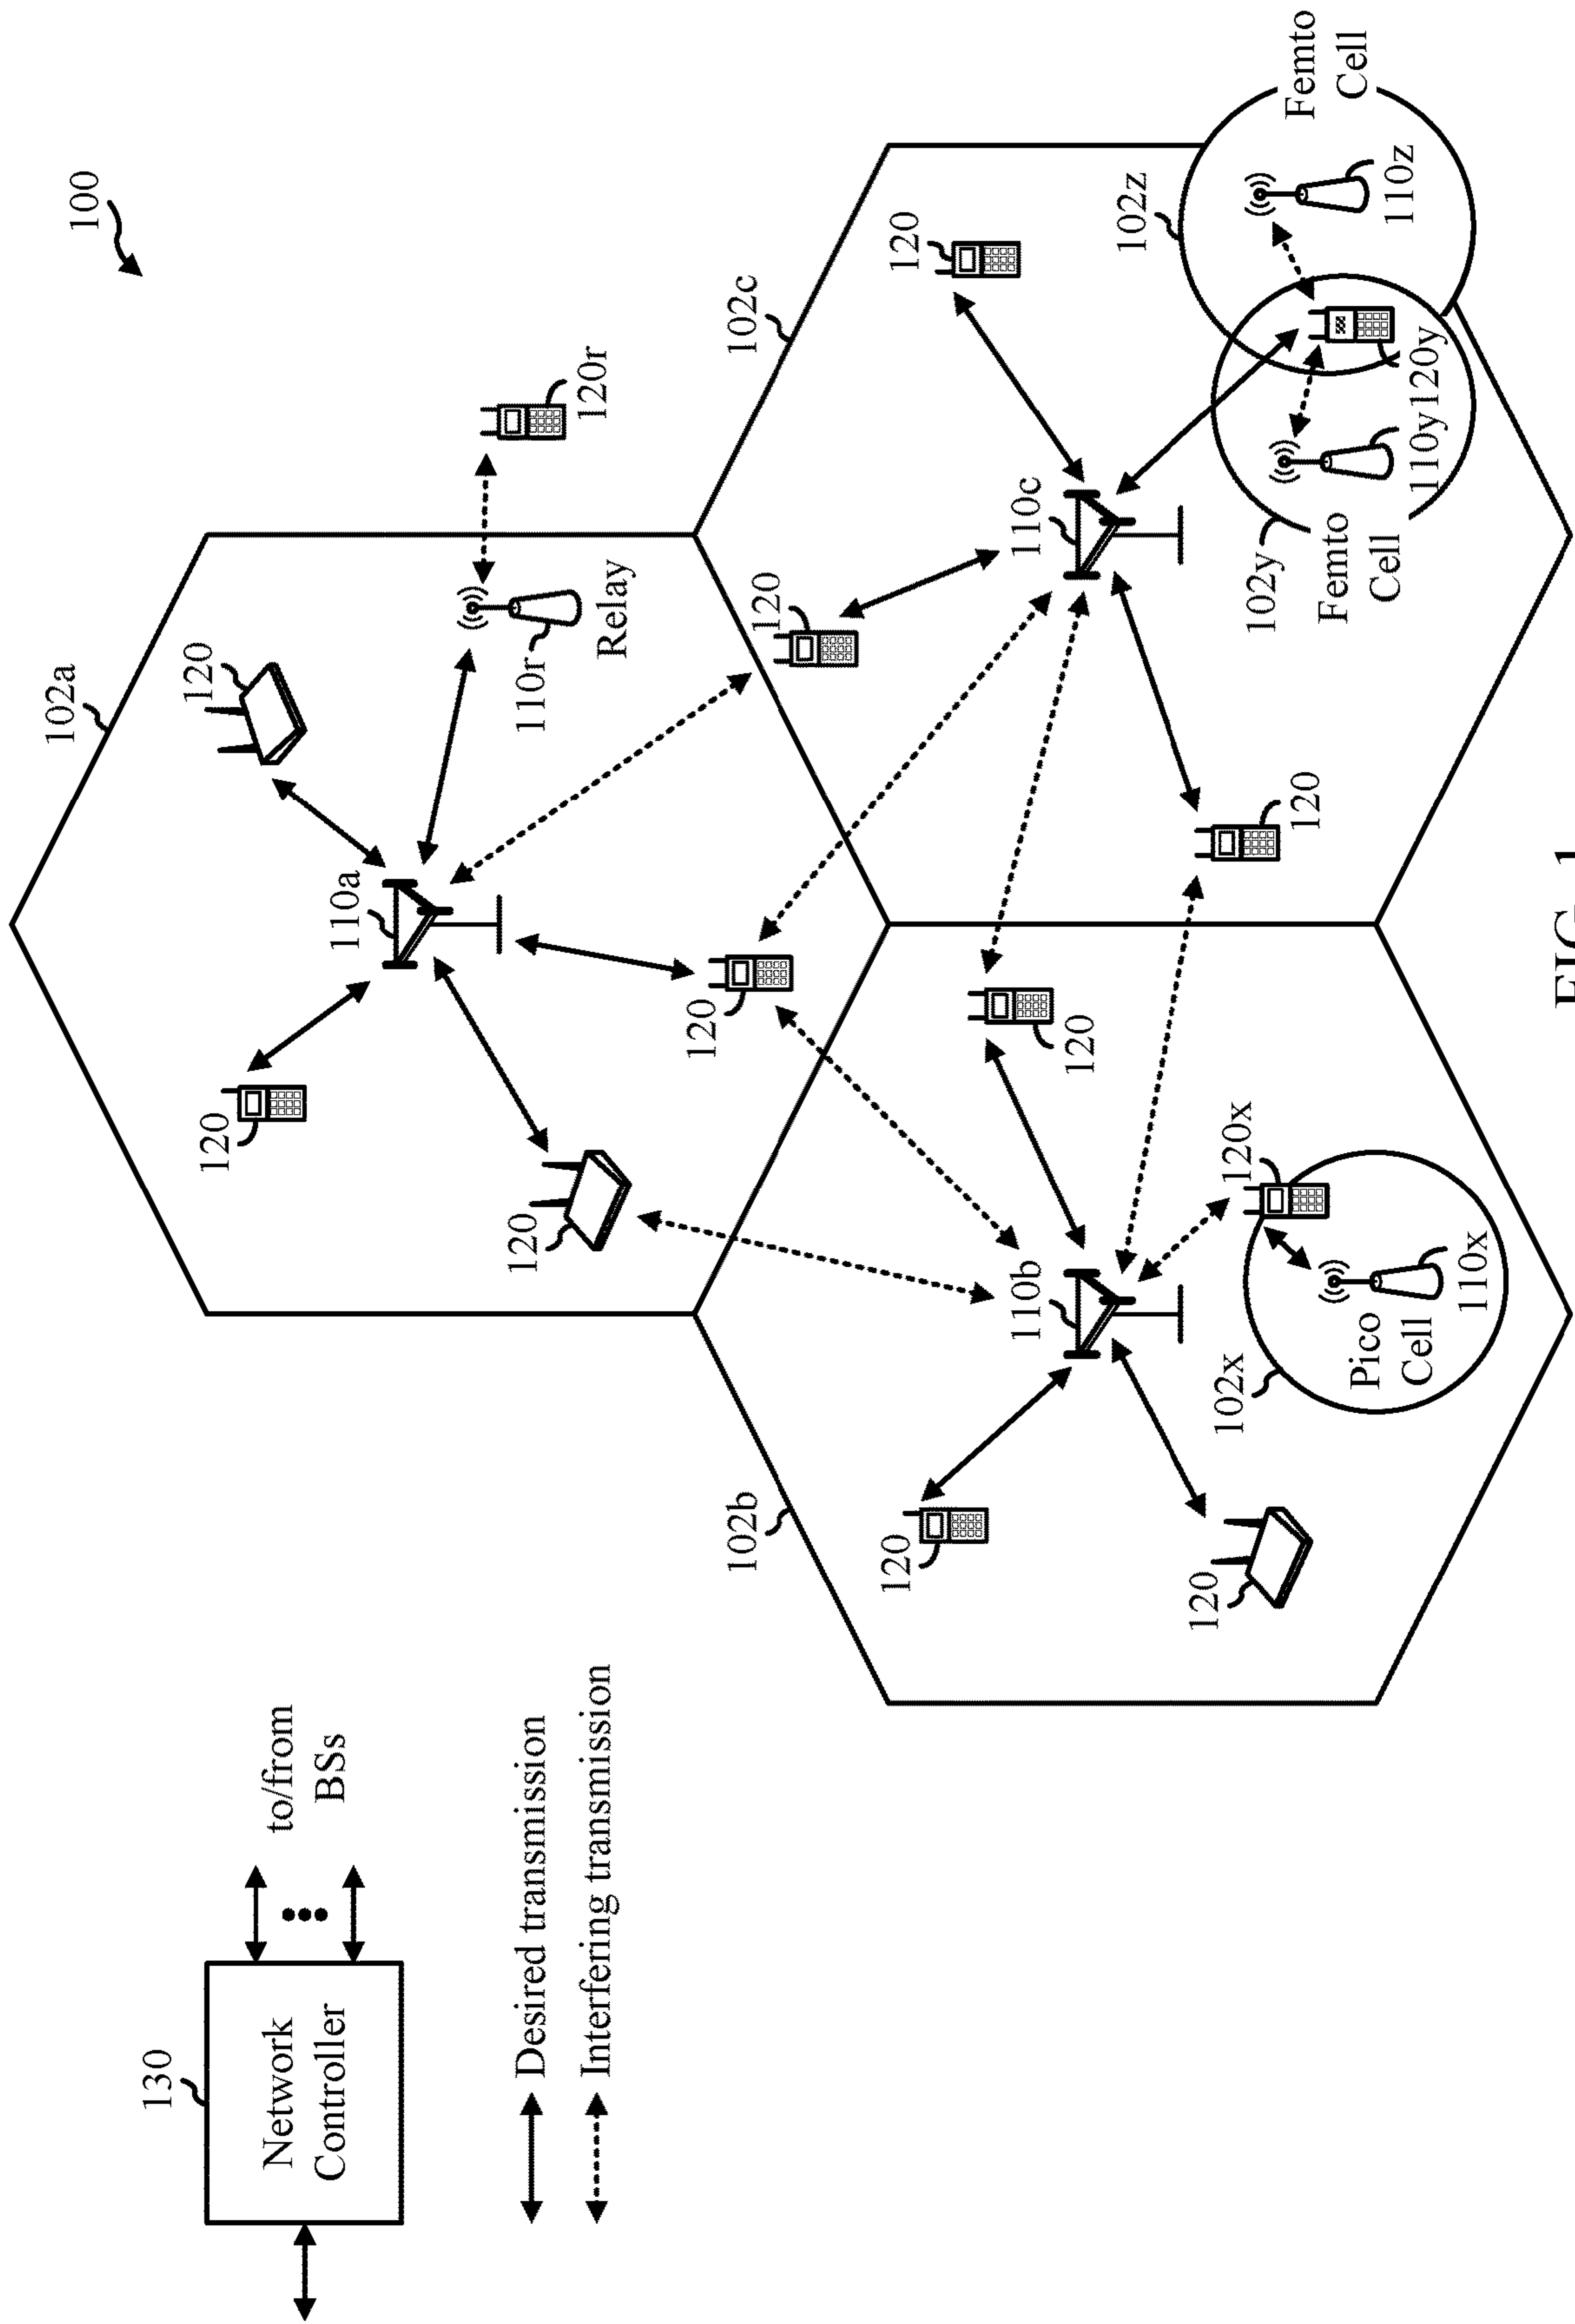 100
130
Network
Controller
to/from
BSs
Desired transmission
Interfering transmission
102a
120
120
110a
120
120
110r
Relay
120r
102b
120
120
110b
120
102x
Pico
Cell
110x
120x
102c
120
120
110c
120
102y
Femto
Cell
110y
120y
102z
110z
Femto
Cell